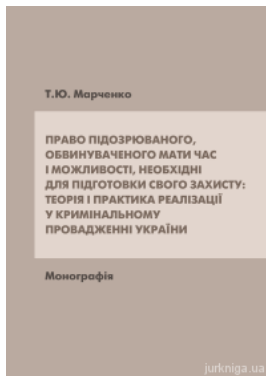 Т.Ю. Марченко
ПРАВО ПІДОЗРЮВАНОГО,
ОБВИНУВАЧЕНОГО МАТИ ЧАС
І МОЖЛИВОСТІ, НЕОБХІДНІ
ДЛЯ ПІДГОТОВКИ СВОГО ЗАХИСТУ:
ТЕОРІЯ І ПРАКТИКА РЕАЛІЗАЦІЇ
У КРИМІНАЛЬНОМУ
ПРОВАДЖЕННІ УКРАЇНИ
Монографія
jurkniga.ua